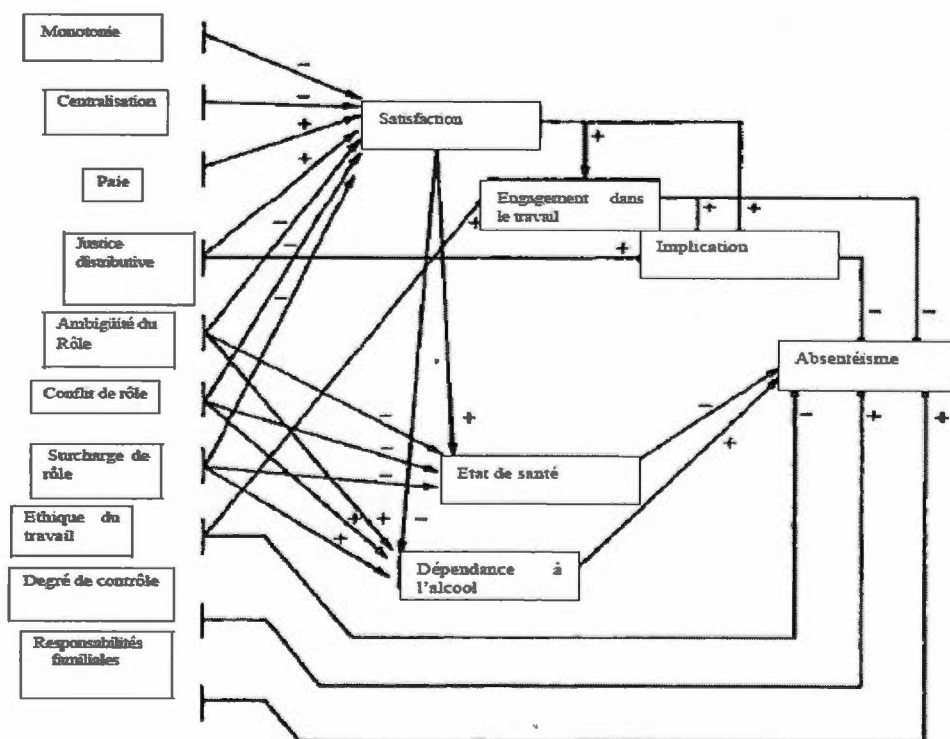 Monotonie
Centralisation
Paie
Justice
distributive
Ambigüité du
Rôle
Conflit de rôle
Surcharge de
rôle
Ethique du
travail
Degré de contrôle
Responsabilités
familiales
Satisfaction
Engagement dans
le travail
Implication
Absentéisme
Etat de santé
Dépendance à
l'alcool
−
−
+
+
−
−
−
+
+
+
+
+
−
−
−
+
+
−
−
−
−
+
+
+
−
−
+